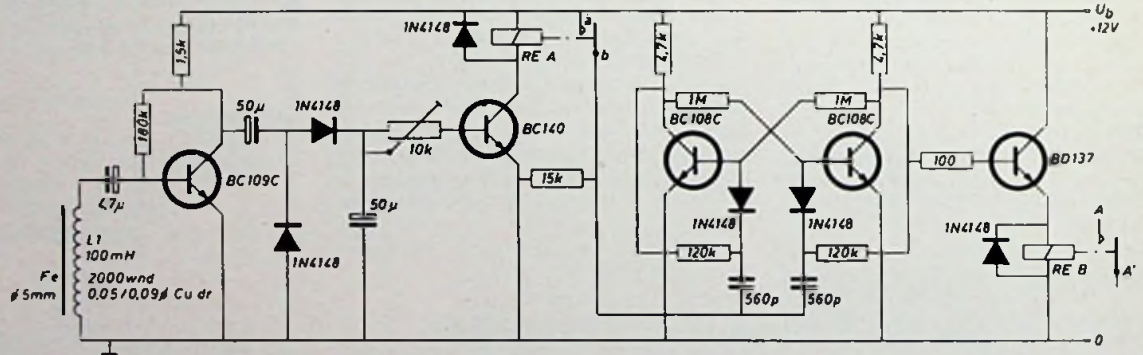 1N4148
a
b
RE A
U b
+12V
1,5k
4,7k
4,7k
180k
50µ
1N4148
1M
1M
BC108C
BC108C
BC140
10k
100
BD137
BC109C
15k
4,7µ
50µ
1N4148
1N4148
1N4148
1N4148
A
L1
100mH
2000wnd
0,05/0,09ϕ Cu dr
Fe
ϕ 5mm
120k
120k
RE B
A'
560p
560p
0